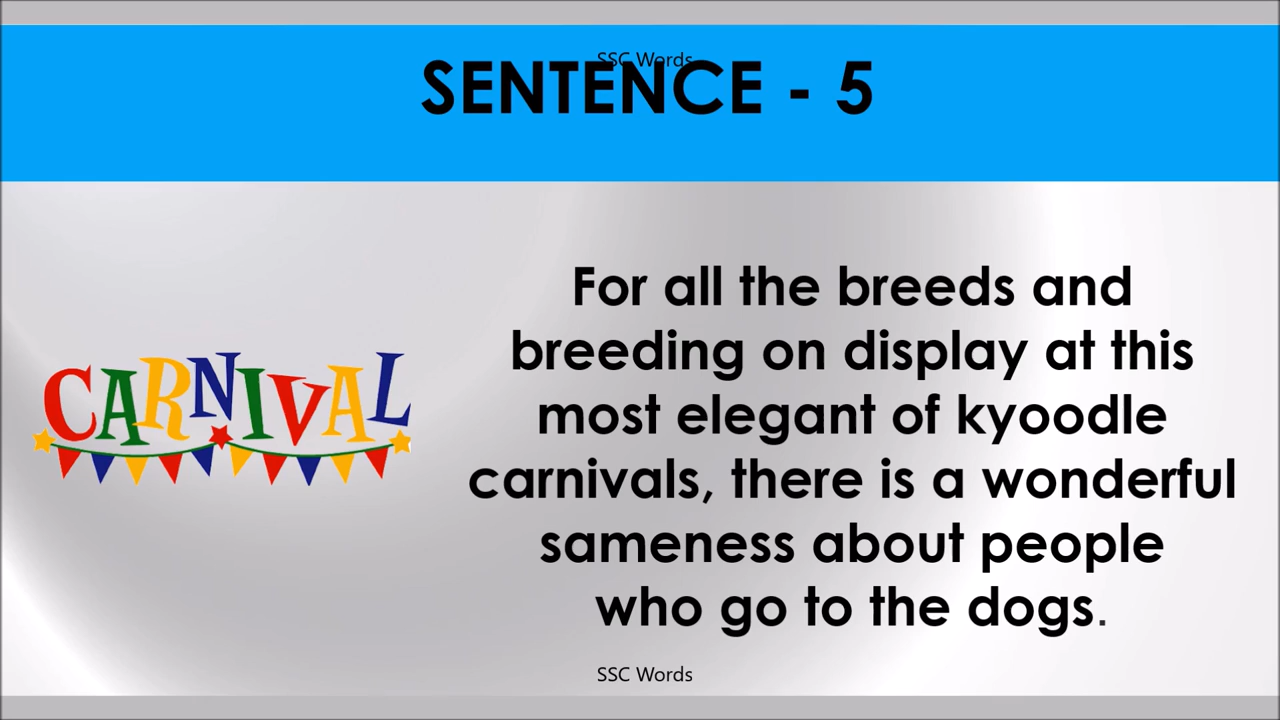 SSC Words
SENTENCE - 5
CARNIVAL
For all the breeds and
breeding on display at this
most elegant of kyoodle
carnivals, there is a wonderful
sameness about people
who go to the dogs.
SSC Words